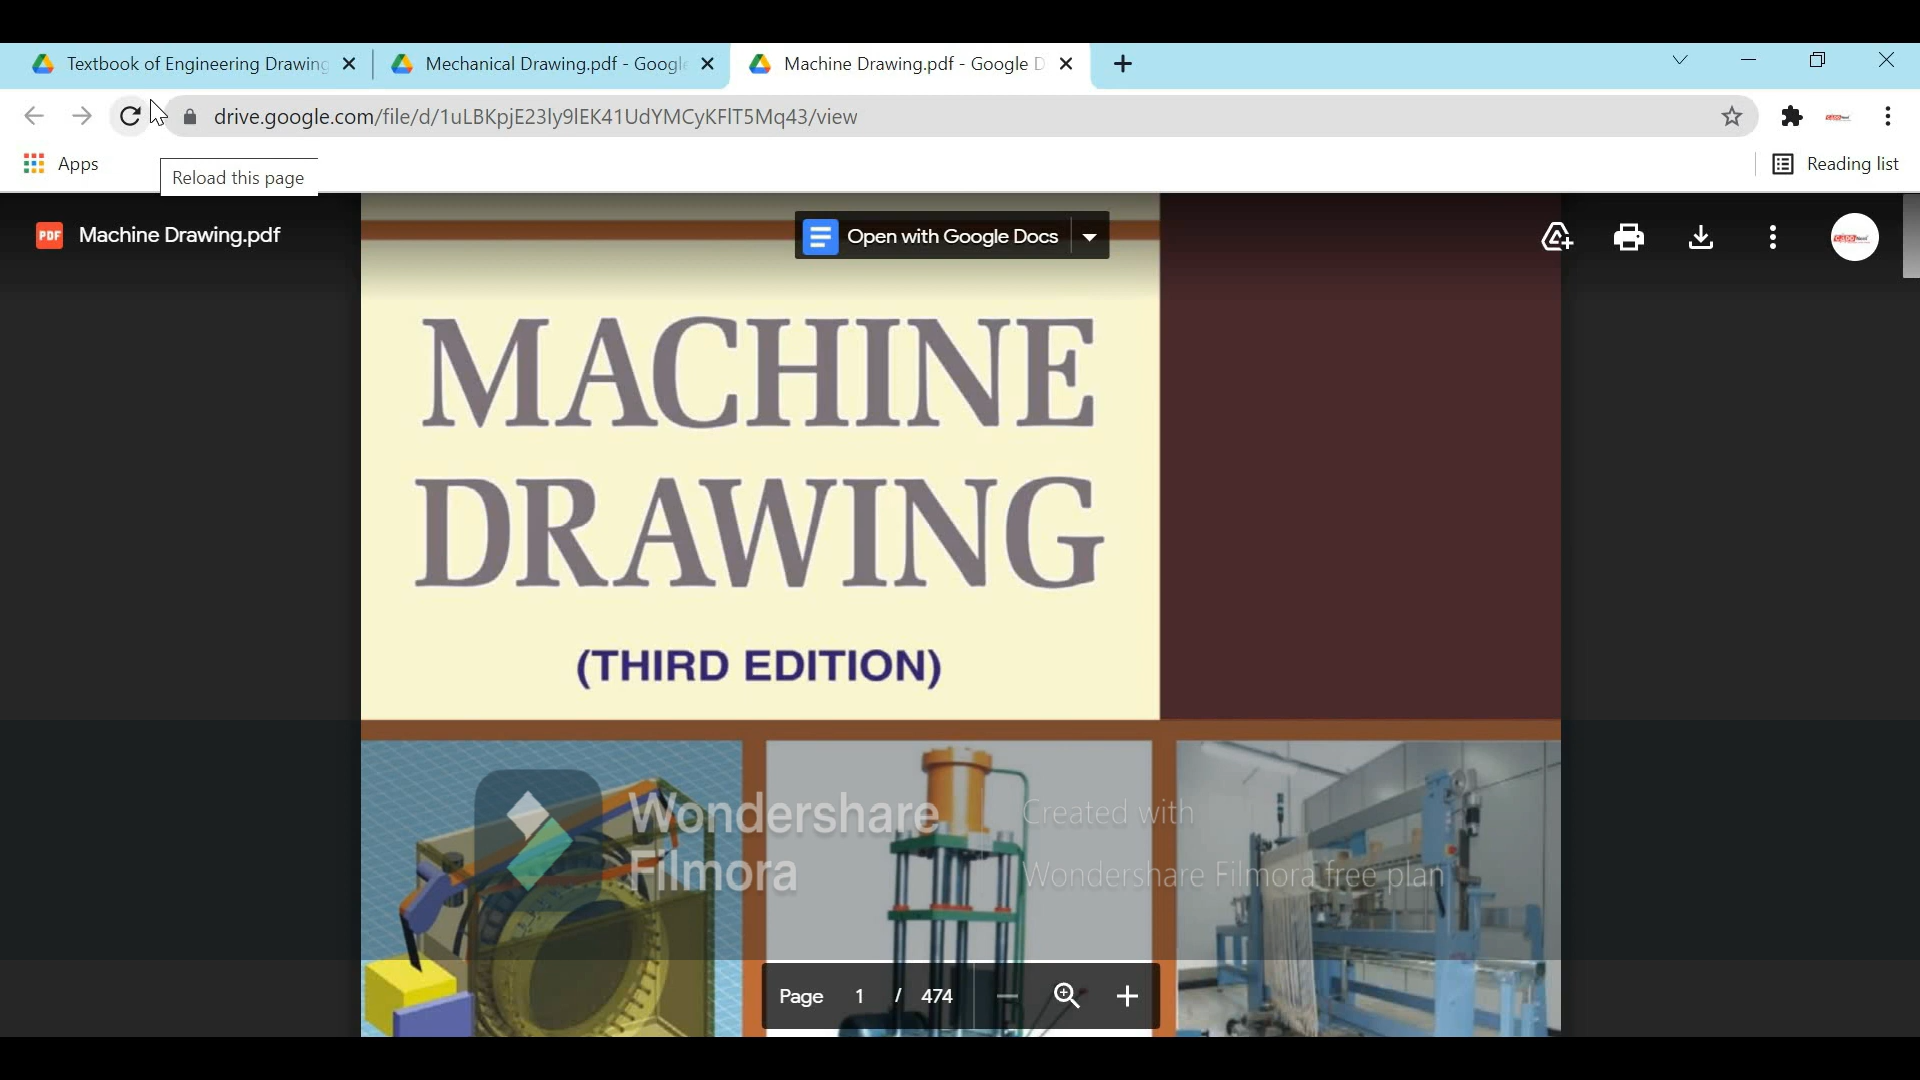 Textbook of Engineering Drawing
Mechanical Drawing.pdf - Google
Machine Drawing.pdf - Google D
drive.google.com/file/d/1uLBKpjE23ly9lEK41UdYMCyKFlT5Mq43/view
Apps
Reading list
Reload this page
PDF
Machine Drawing.pdf
Open with Google Docs
MACHINE
DRAWING
(THIRD EDITION)
Wondershare
Filmora
Created with
Wondershare Filmora free plan
Page 1 / 474